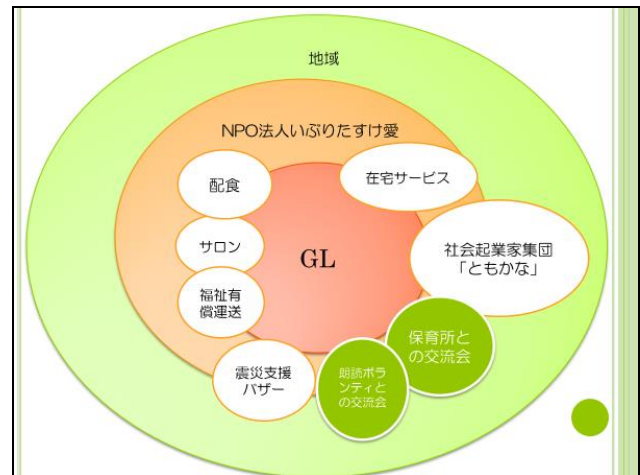 地域
NPO法人いぶりたすけ愛
配食
在宅サービス
サロン
GL
社会起業家集団
「ともかな」
福祉有
償運送
保育所と
の交流会
震災支援
バザー
朗読ボラ
ンティと
の交流会